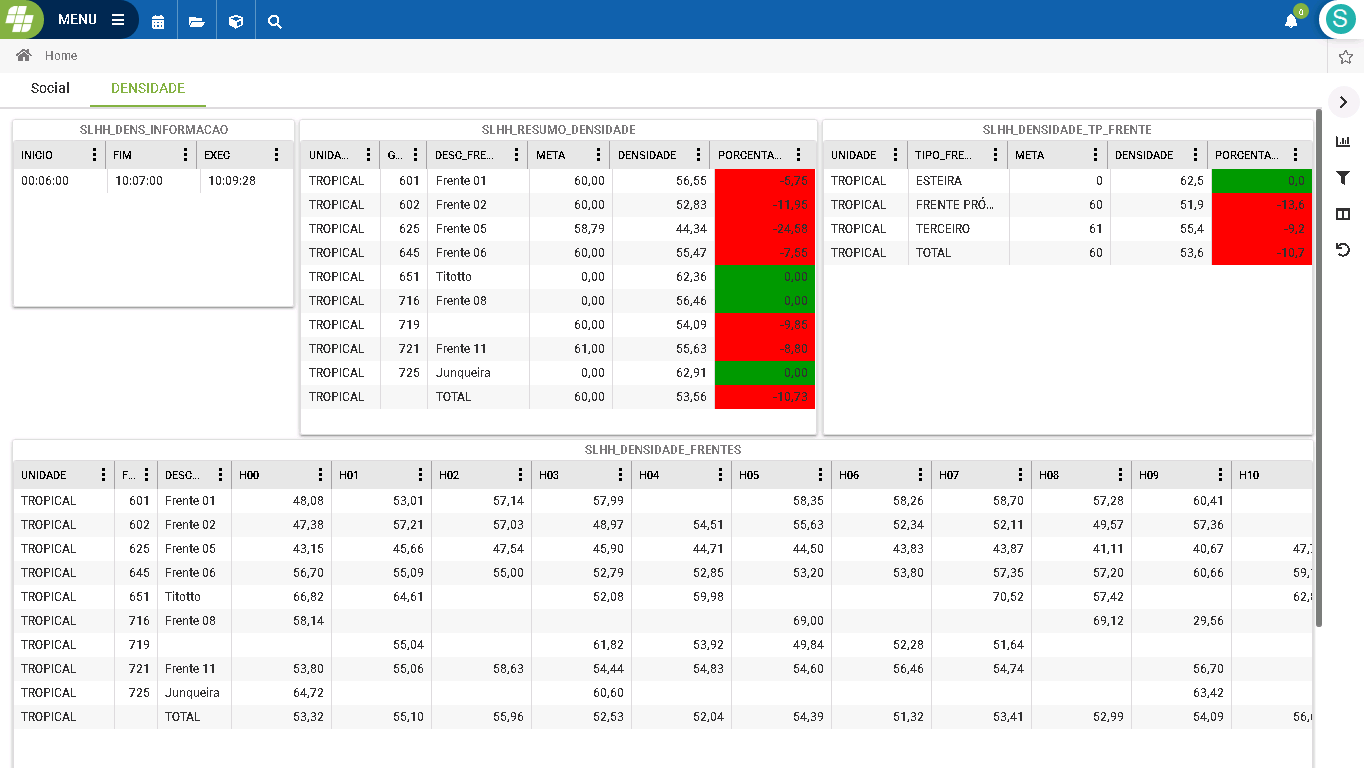 MENU
0
S
Home
Social DENSIDADE
SLHH_DENS_INFORMACAO
INICIO FIM EXEC
00:06:00 10:07:00 10:09:28
SLHH_RESUMO_DENSIDADE
UNIDA... G... DESC_FRE... META DENSIDADE PORCENTA...
TROPICAL 601 Frente 01 60,00 56,55 -5,75
TROPICAL 602 Frente 02 60,00 52,83 -11,95
TROPICAL 625 Frente 05 58,79 44,34 -24,58
TROPICAL 645 Frente 06 60,00 55,47 -7,55
TROPICAL 651 Titotto 0,00 62,36 0,00
TROPICAL 716 Frente 08 0,00 56,46 0,00
TROPICAL 719 60,00 54,09 -9,85
TROPICAL 721 Frente 11 61,00 55,63 -8,80
TROPICAL 725 Junqueira 0,00 62,91 0,00
TROPICAL TOTAL 60,00 53,56 -10,73
SLHH_DENSIDADE_TP_FRENTE
UNIDADE TIPO_FRE... META DENSIDADE PORCENTA...
TROPICAL ESTEIRA 0 62,5 0,0
TROPICAL FRENTE PRÓ... 60 51,9 -13,6
TROPICAL TERCEIRO 61 55,4 -9,2
TROPICAL TOTAL 60 53,6 -10,7
SLHH_DENSIDADE_FRENTES
UNIDADE F... DESC... H00 H01 H02 H03 H04 H05 H06 H07 H08 H09 H10
TROPICAL 601 Frente 01 48,08 53,01 57,14 57,99 58,35 58,26 58,70 57,28 60,41
TROPICAL 602 Frente 02 47,38 57,21 57,03 48,97 54,51 55,63 52,34 52,11 49,57 57,36
TROPICAL 625 Frente 05 43,15 45,66 47,54 45,90 44,71 44,50 43,83 43,87 41,11 40,67 47,
TROPICAL 645 Frente 06 56,70 55,09 55,00 52,79 52,85 53,20 53,80 57,35 57,20 60,66 59,
TROPICAL 651 Titotto 66,82 64,61 52,08 59,98 70,52 57,42 62,
TROPICAL 716 Frente 08 58,14 69,00 69,12 29,56
TROPICAL 719 55,04 61,82 53,92 49,84 52,28 51,64
TROPICAL 721 Frente 11 53,80 55,06 58,63 54,44 54,83 54,60 56,46 54,74 56,70
TROPICAL 725 Junqueira 64,72 60,60 63,42
TROPICAL TOTAL 53,32 55,10 55,96 52,53 52,04 54,39 51,32 53,41 52,99 54,09 56,